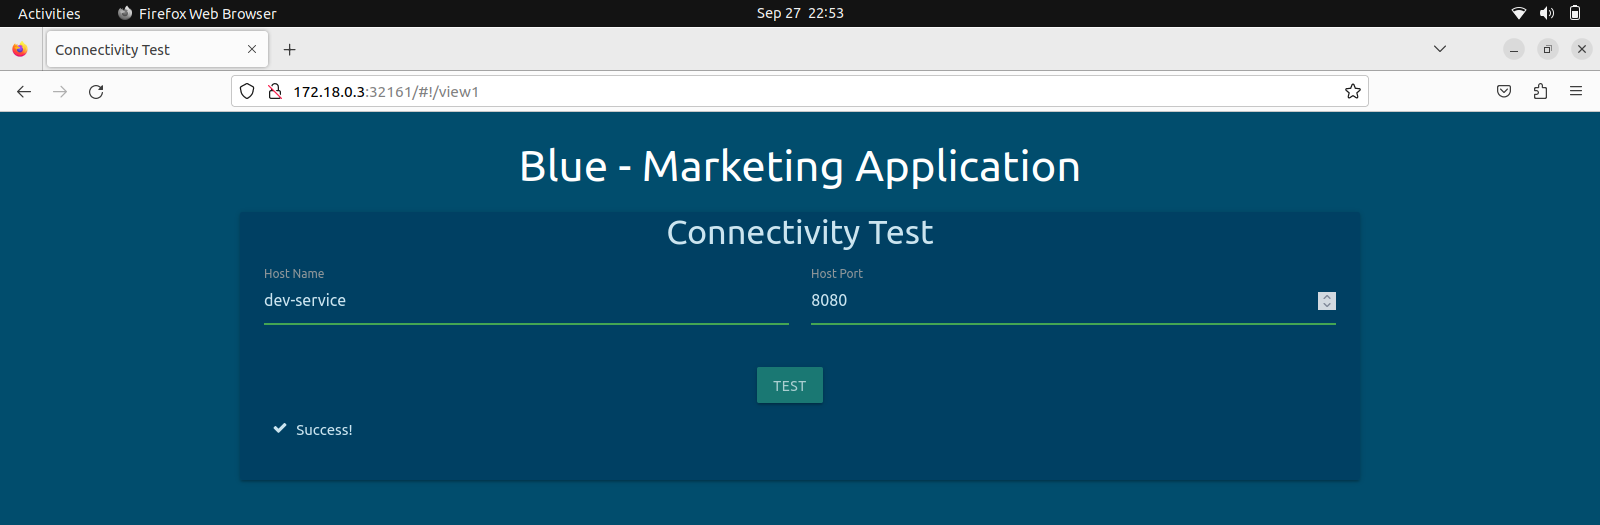 Activities Firefox Web Browser Sep 27 22:53
Connectivity Test
172.18.0.3:32161/#!/view1
Blue - Marketing Application
Connectivity Test
Host Name Host Port
dev-service 8080
TEST
Success!